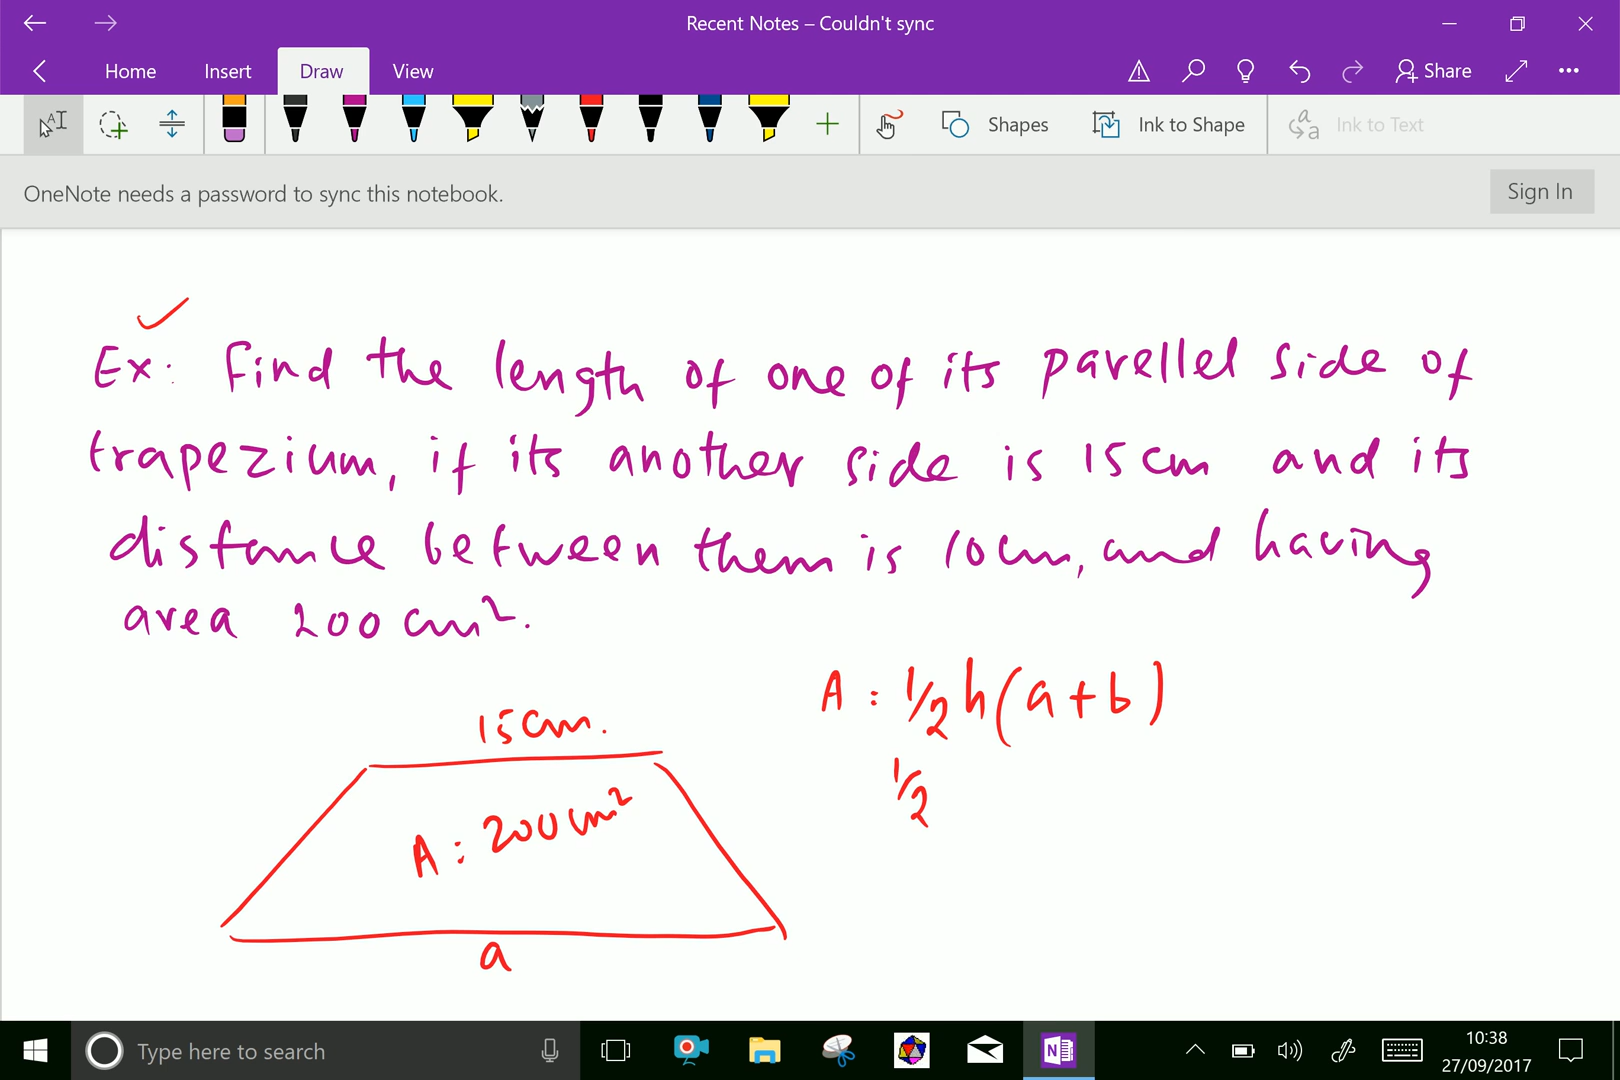 Recent Notes – Couldn't sync
Home Insert Draw View Share
Shapes Ink to Shape Ink to Text
OneNote needs a password to sync this notebook. Sign In
Ex: Find the length of one of its parellel side of
trapezium, if its another side is 15cm and its
distance between them is 10cm, and having
area 200cm².
A: ½h(a+b)
½
15cm.
A: 200cm²
a
Type here to search
10:38
27/09/2017